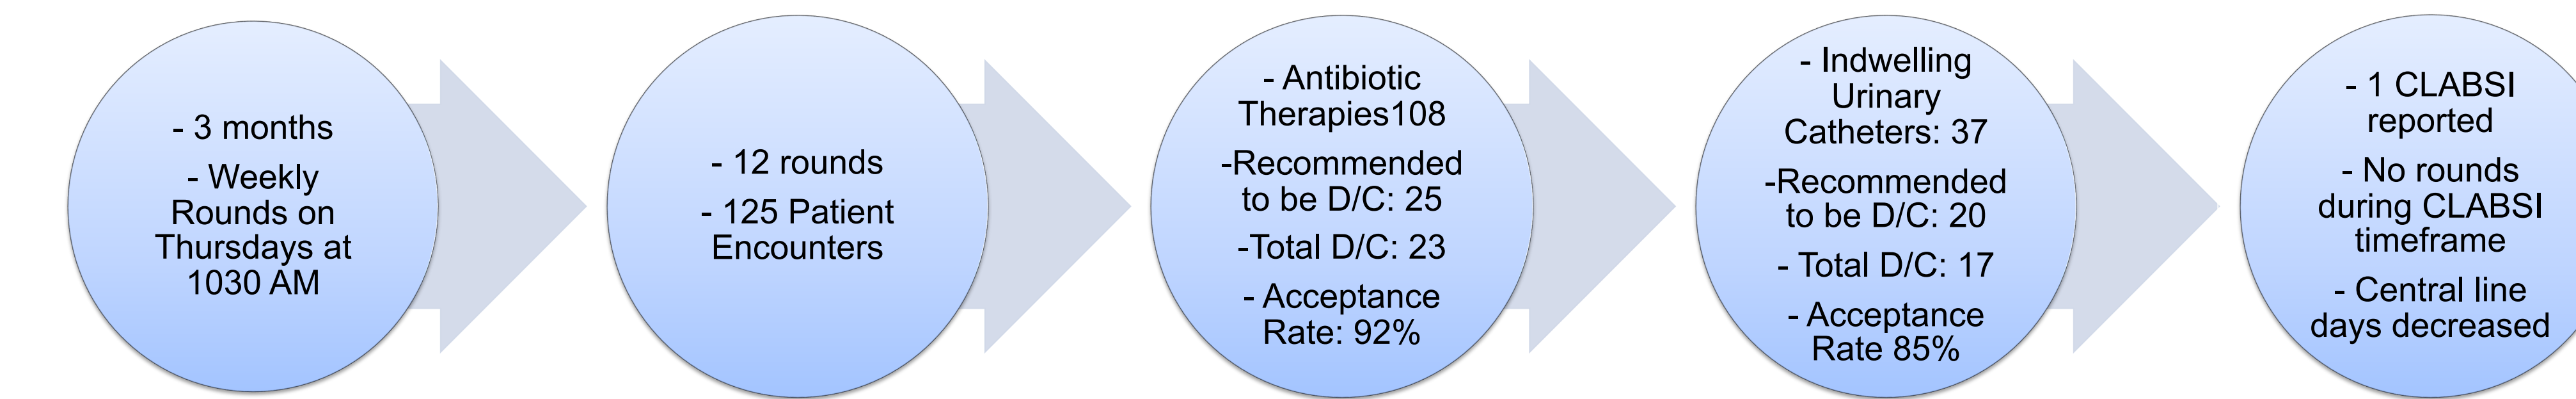 - 3 months
- Weekly
Rounds on
Thursdays at
1030 AM
- 12 rounds
- 125 Patient
Encounters
- Antibiotic
Therapies108
-Recommended
to be D/C: 25
-Total D/C: 23
- Acceptance
Rate: 92%
- Indwelling
Urinary
Catheters: 37
-Recommended
to be D/C: 20
- Total D/C: 17
- Acceptance
Rate 85%
- 1 CLABSI
reported
- No rounds
during CLABSI
timeframe
- Central line
days decreased